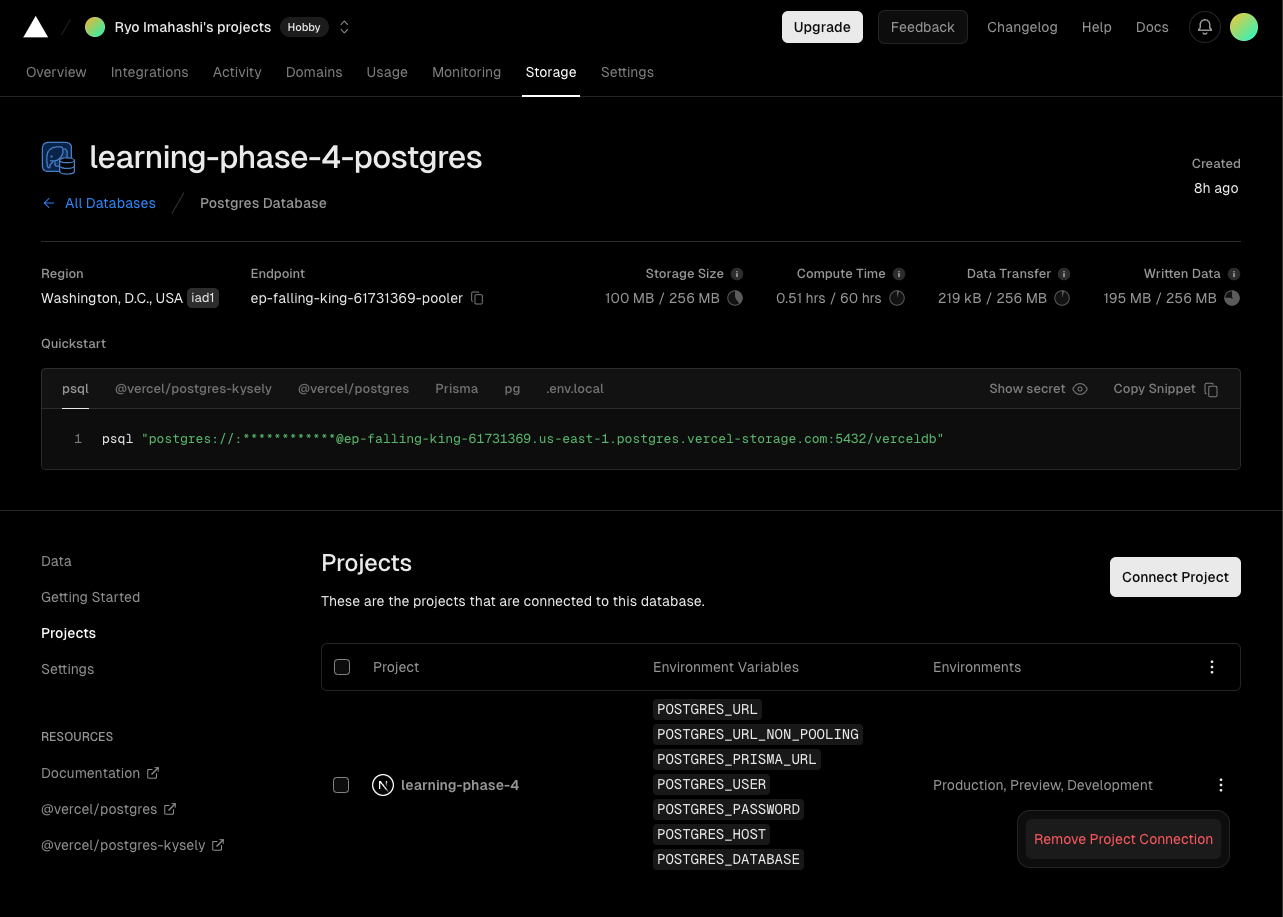 Ryo Imahashi's projects Hobby Upgrade Feedback Changelog Help Docs
Overview Integrations Activity Domains Usage Monitoring Storage Settings
learning-phase-4-postgres
Created
8h ago
All Databases Postgres Database
Region Endpoint Storage Size Compute Time Data Transfer Written Data
Washington, D.C., USA iad1 ep-falling-king-61731369-pooler 100 MB / 256 MB 0.51 hrs / 60 hrs 219 kB / 256 MB 195 MB / 256 MB
Quickstart
psql @vercel/postgres-kysely @vercel/postgres Prisma pg .env.local Show secret Copy Snippet
1 psql "postgres://:************@ep-falling-king-61731369.us-east-1.postgres.vercel-storage.com:5432/verceldb"
Data
Getting Started
Projects
Settings
RESOURCES
Documentation
@vercel/postgres
@vercel/postgres-kysely
Projects
These are the projects that are connected to this database.
Connect Project
Project Environment Variables Environments
learning-phase-4
POSTGRES_URL
POSTGRES_URL_NON_POOLING
POSTGRES_PRISMA_URL
POSTGRES_USER
POSTGRES_PASSWORD
POSTGRES_HOST
POSTGRES_DATABASE
Production, Preview, Development
Remove Project Connection